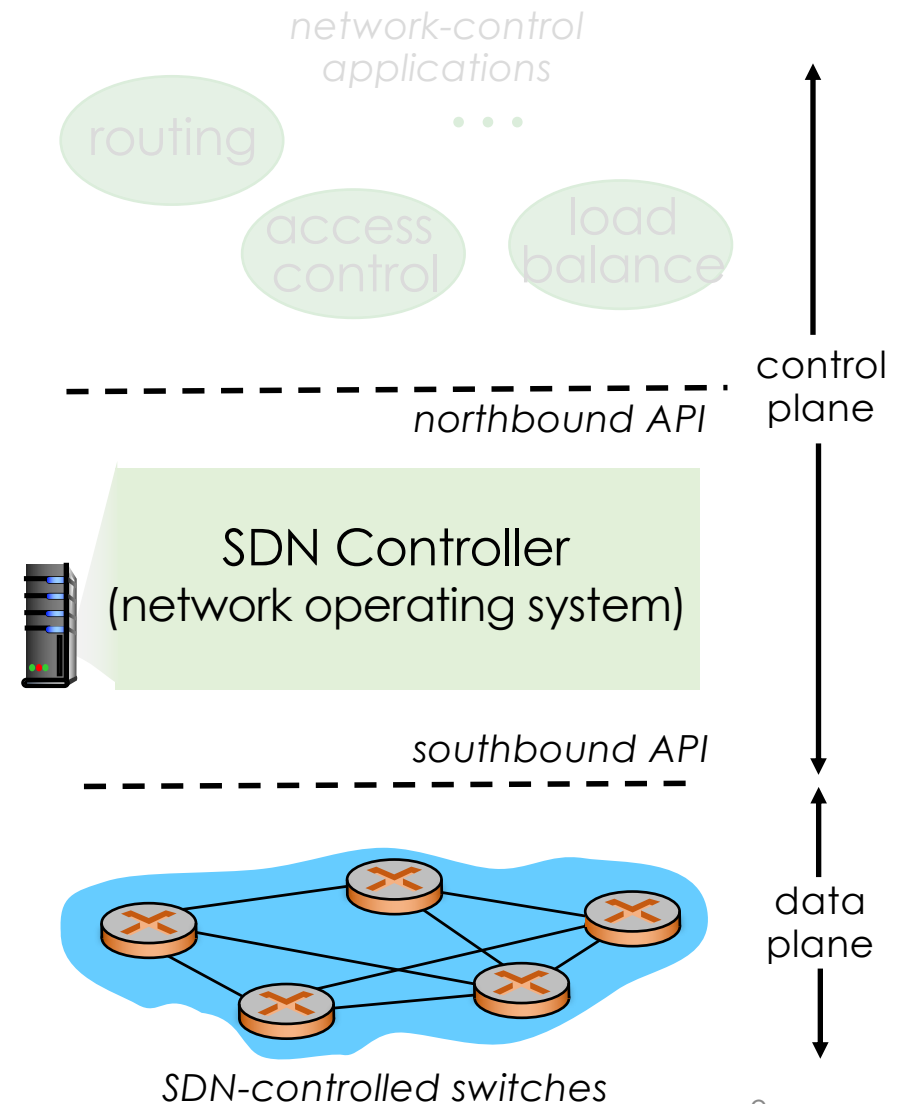 network-control
applications
routing
...
access
control
load
balance
control
plane
northbound API
SDN Controller
(network operating system)
southbound API
data
plane
SDN-controlled switches